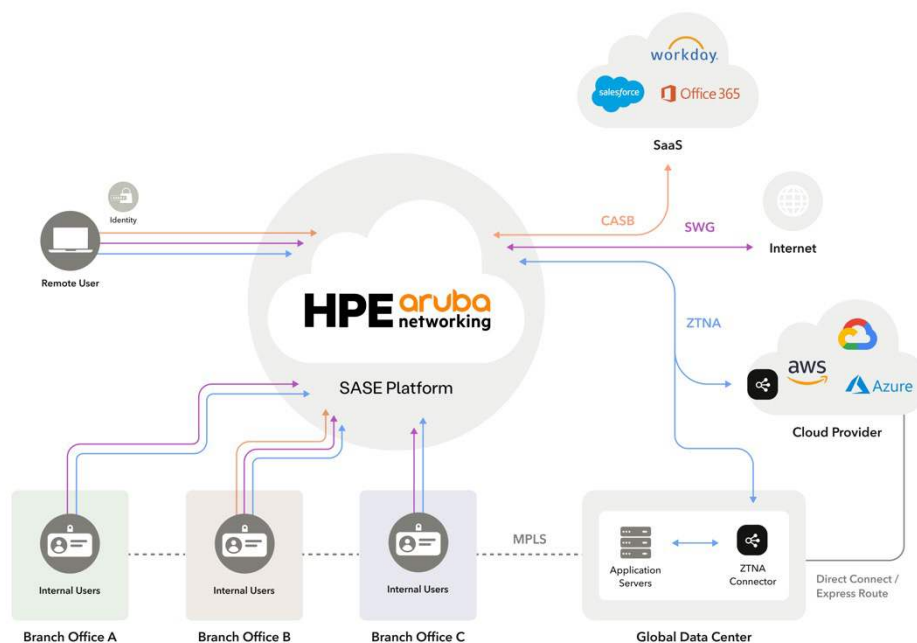 workday.
salesforce
Office 365
SaaS
Identity
CASB
SWG
Remote User
Internet
HPE aruba
networking
ZTNA
SASE Platform
aws
Azure
Cloud Provider
MPLS
Internal Users
Internal Users
Internal Users
Application
Servers
ZTNA
Connector
Direct Connect /
Express Route
Branch Office A
Branch Office B
Branch Office C
Global Data Center